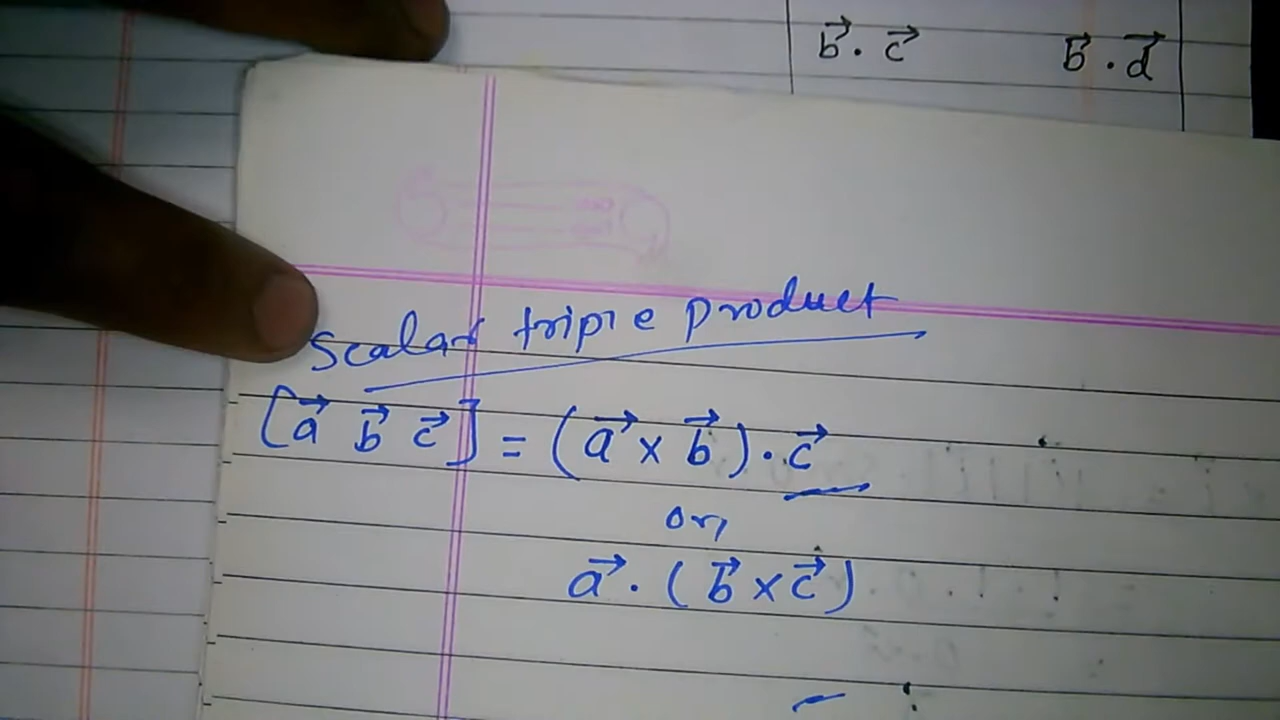 b⃗ · c⃗ b⃗ · d⃗
scalar triple product
[a⃗ b⃗ c⃗] = (a⃗ × b⃗) · c⃗
or
a⃗ · (b⃗ × c⃗)